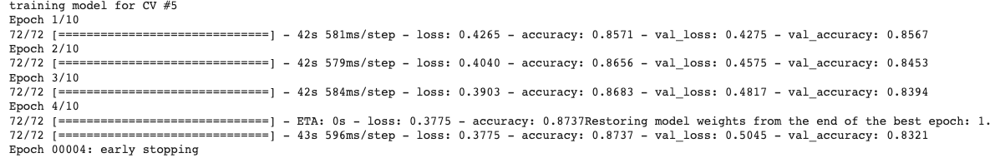 training model for CV #5
Epoch 1/10
72/72 [==============================] - 42s 581ms/step - loss: 0.4265 - accuracy: 0.8571 - val_loss: 0.4275 - val_accuracy: 0.8567
Epoch 2/10
72/72 [==============================] - 42s 579ms/step - loss: 0.4040 - accuracy: 0.8656 - val_loss: 0.4575 - val_accuracy: 0.8453
Epoch 3/10
72/72 [==============================] - 42s 584ms/step - loss: 0.3903 - accuracy: 0.8683 - val_loss: 0.4817 - val_accuracy: 0.8394
Epoch 4/10
72/72 [==============================] - ETA: 0s - loss: 0.3775 - accuracy: 0.8737Restoring model weights from the end of the best epoch: 1.
72/72 [==============================] - 43s 596ms/step - loss: 0.3775 - accuracy: 0.8737 - val_loss: 0.5045 - val_accuracy: 0.8321
Epoch 00004: early stopping